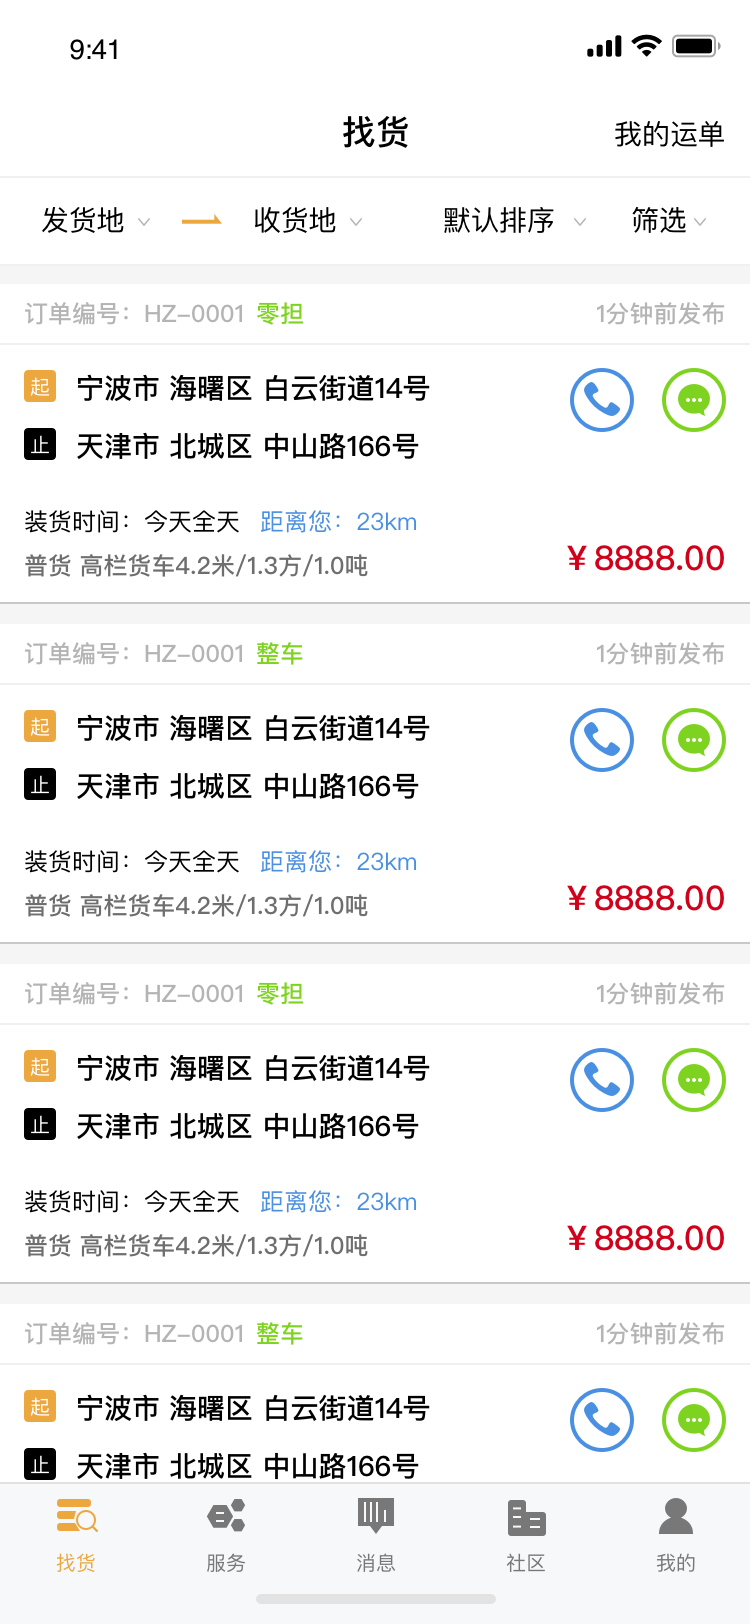 9:41
找货 我的运单
发货地 收货地 默认排序 筛选
订单编号：HZ-0001 零担 1分钟前发布
起 宁波市 海曙区 白云街道14号
止 天津市 北城区 中山路166号
装货时间：今天全天 距离您：23km
普货 高栏货车4.2米/1.3方/1.0吨 ¥8888.00
订单编号：HZ-0001 整车 1分钟前发布
起 宁波市 海曙区 白云街道14号
止 天津市 北城区 中山路166号
装货时间：今天全天 距离您：23km
普货 高栏货车4.2米/1.3方/1.0吨 ¥8888.00
订单编号：HZ-0001 零担 1分钟前发布
起 宁波市 海曙区 白云街道14号
止 天津市 北城区 中山路166号
装货时间：今天全天 距离您：23km
普货 高栏货车4.2米/1.3方/1.0吨 ¥8888.00
订单编号：HZ-0001 整车 1分钟前发布
起 宁波市 海曙区 白云街道14号
止 天津市 北城区 中山路166号
找货 服务 消息 社区 我的